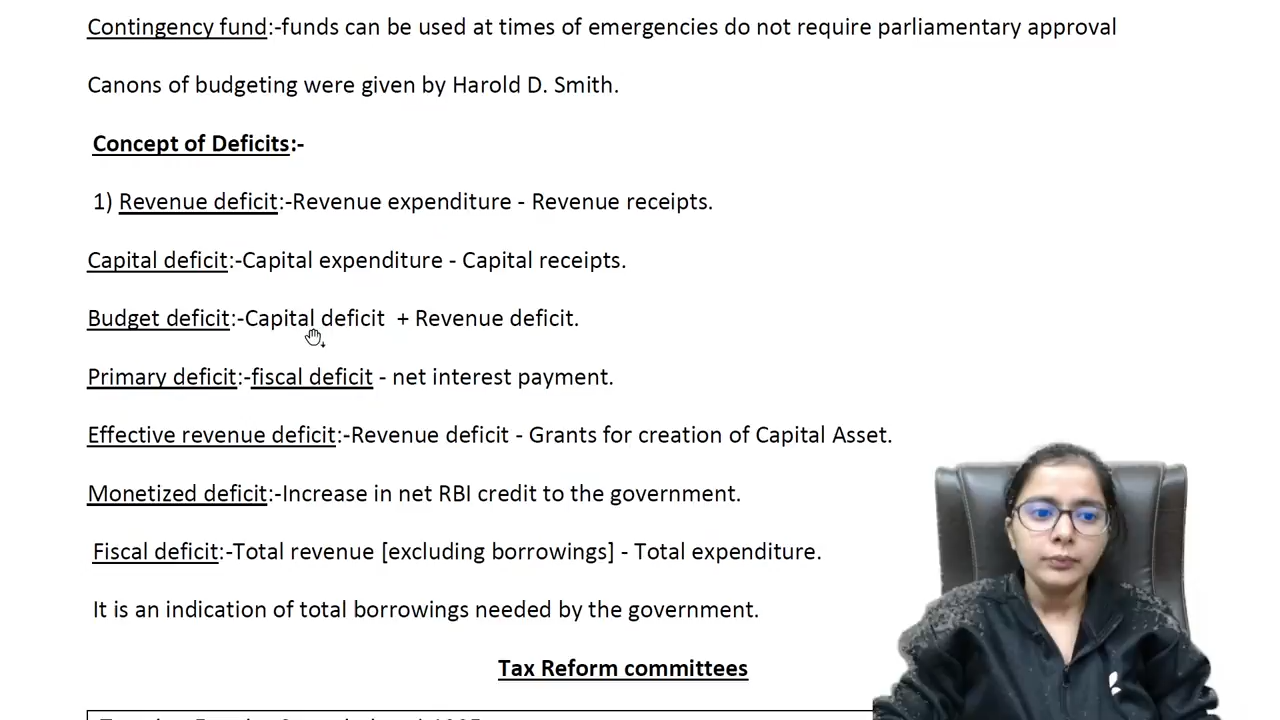 Contingency fund:-funds can be used at times of emergencies do not require parliamentary approval
Canons of budgeting were given by Harold D. Smith.
Concept of Deficits:-
1) Revenue deficit:-Revenue expenditure - Revenue receipts.
Capital deficit:-Capital expenditure - Capital receipts.
Budget deficit:-Capital deficit + Revenue deficit.
Primary deficit:-fiscal deficit - net interest payment.
Effective revenue deficit:-Revenue deficit - Grants for creation of Capital Asset.
Monetized deficit:-Increase in net RBI credit to the government.
Fiscal deficit:-Total revenue [excluding borrowings] - Total expenditure.
It is an indication of total borrowings needed by the government.
Tax Reform committees